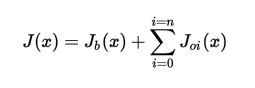 J(x) = J_b(x) + \sum_{i=0}^{i=n} J_{oi}(x)